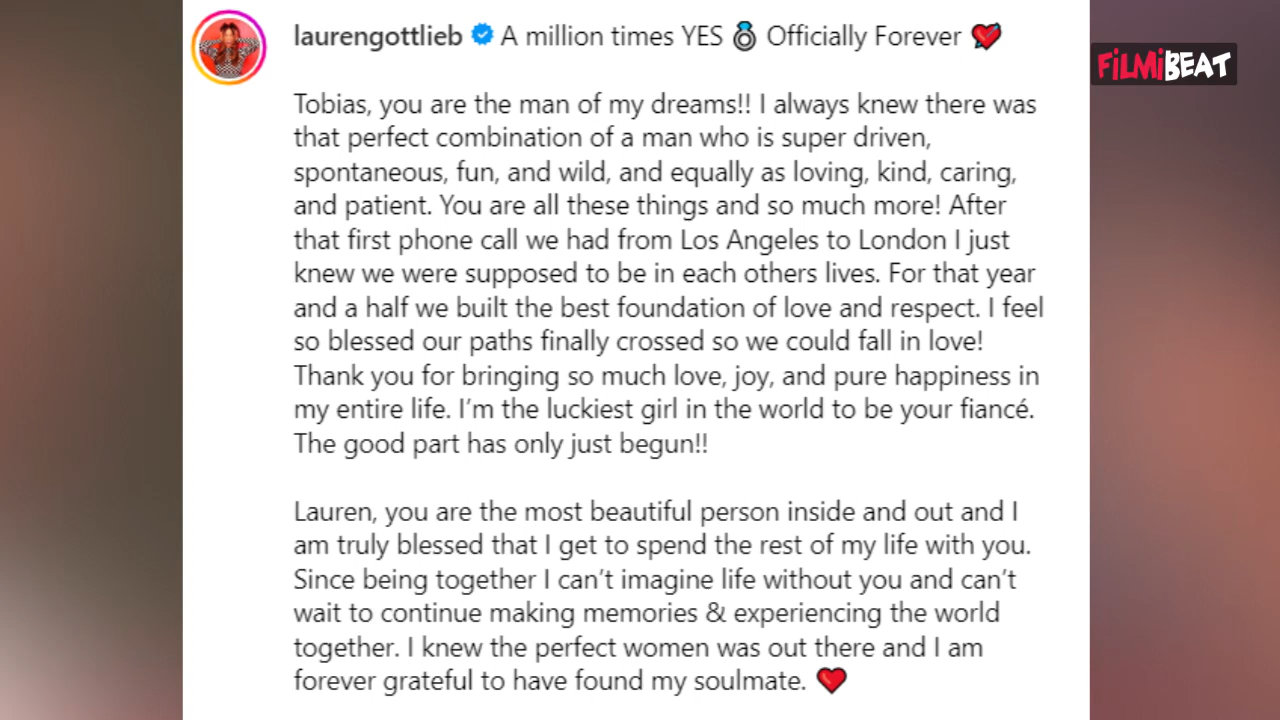 laurengottlieb A million times YES 💍 Officially Forever 💘
FILMIBEAT
Tobias, you are the man of my dreams!! I always knew there was
that perfect combination of a man who is super driven,
spontaneous, fun, and wild, and equally as loving, kind, caring,
and patient. You are all these things and so much more! After
that first phone call we had from Los Angeles to London I just
knew we were supposed to be in each others lives. For that year
and a half we built the best foundation of love and respect. I feel
so blessed our paths finally crossed so we could fall in love!
Thank you for bringing so much love, joy, and pure happiness in
my entire life. I’m the luckiest girl in the world to be your fiancé.
The good part has only just begun!!
Lauren, you are the most beautiful person inside and out and I
am truly blessed that I get to spend the rest of my life with you.
Since being together I can’t imagine life without you and can’t
wait to continue making memories & experiencing the world
together. I knew the perfect women was out there and I am
forever grateful to have found my soulmate. ❤️